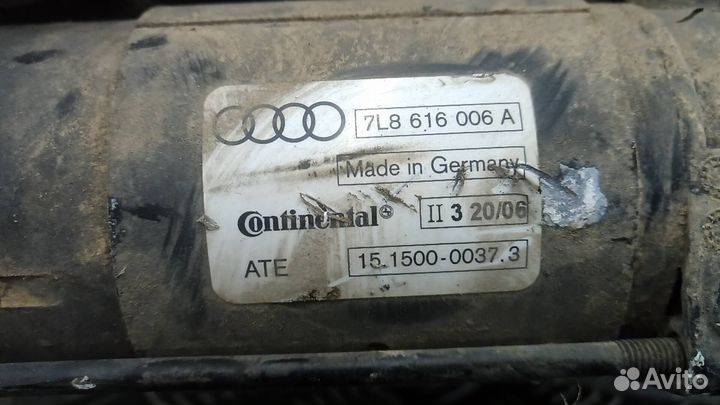 7L8 616 006 A
Made in Germany
Continental
II 3 20/06
ATE 15.1500-0037.3
Avito